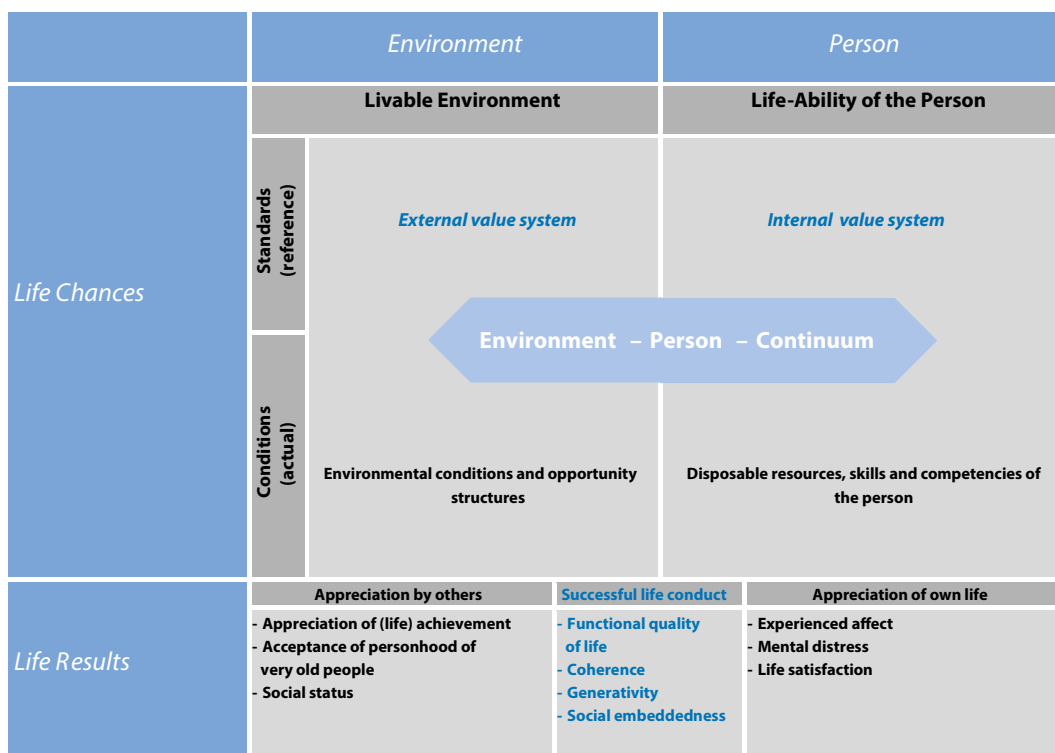 Environment
Person
Livable Environment
Life-Ability of the Person
Life Chances
Standards
(reference)
External value system
Internal value system
Environment – Person – Continuum
Conditions
(actual)
Environmental conditions and opportunity
structures
Disposable resources, skills and competencies of
the person
Life Results
Appreciation by others
- Appreciation of (life) achievement
- Acceptance of personhood of
very old people
- Social status
Successful life conduct
- Functional quality
of life
- Coherence
- Generativity
- Social embeddedness
Appreciation of own life
- Experienced affect
- Mental distress
- Life satisfaction